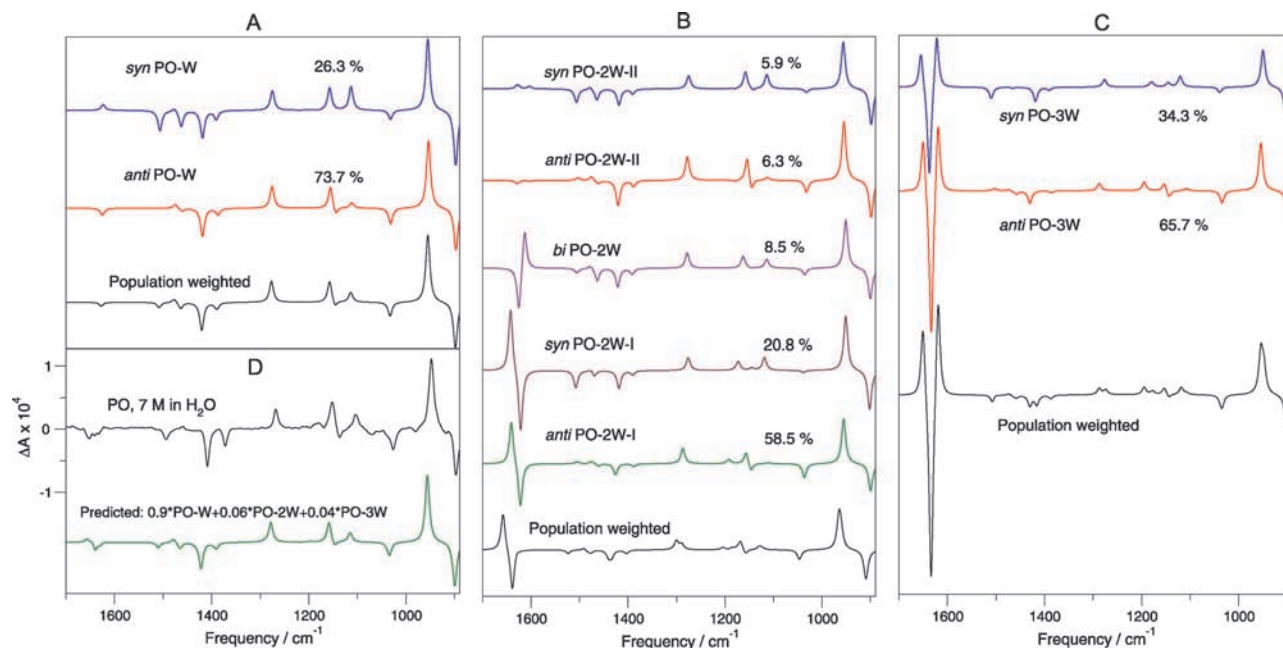 A
syn PO-W 26.3 %
anti PO-W 73.7 %
Population weighted
D
1
0
-1
ΔA x 10⁴
PO, 7 M in H₂O
Predicted: 0.9*PO-W+0.06*PO-2W+0.04*PO-3W
1600 1400 1200 1000
Frequency / cm⁻¹
B
syn PO-2W-II 5.9 %
anti PO-2W-II 6.3 %
bi PO-2W 8.5 %
syn PO-2W-I 20.8 %
anti PO-2W-I 58.5 %
Population weighted
1600 1400 1200 1000
Frequency / cm⁻¹
C
syn PO-3W 34.3 %
anti PO-3W 65.7 %
Population weighted
1600 1400 1200 1000
Frequency / cm⁻¹